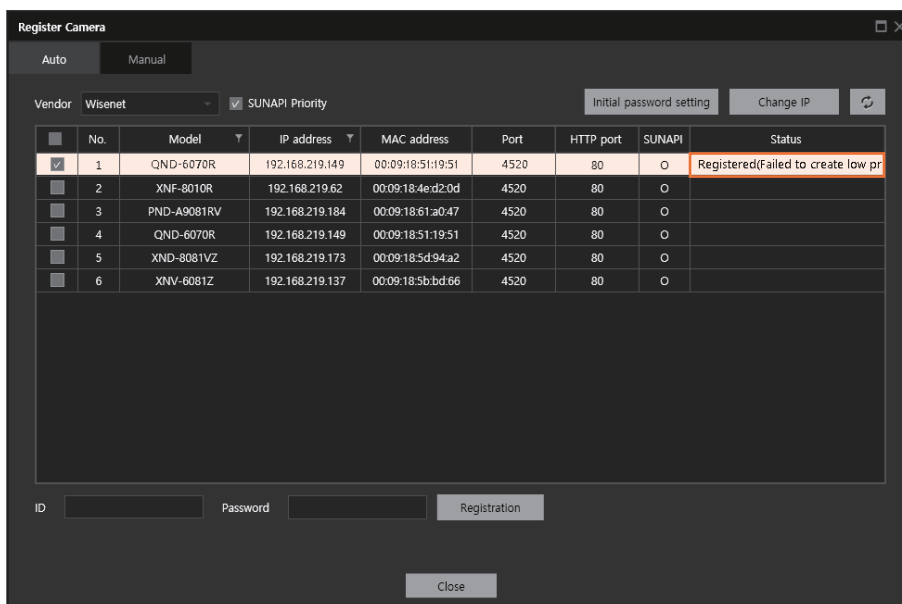 Register Camera
Auto Manual
Vendor Wisenet SUNAPI Priority Initial password setting Change IP
No. Model IP address MAC address Port HTTP port SUNAPI Status
1 QND-6070R 192.168.219.149 00:09:18:51:19:51 4520 80 O Registered(Failed to create low pr
2 XNF-8010R 192.168.219.62 00:09:18:4e:d2:0d 4520 80 O
3 PND-A9081RV 192.168.219.184 00:09:18:61:a0:47 4520 80 O
4 QND-6070R 192.168.219.149 00:09:18:51:19:51 4520 80 O
5 XND-8081VZ 192.168.219.173 00:09:18:5d:94:a2 4520 80 O
6 XNV-6081Z 192.168.219.137 00:09:18:5b:bd:66 4520 80 O
ID Password Registration
Close